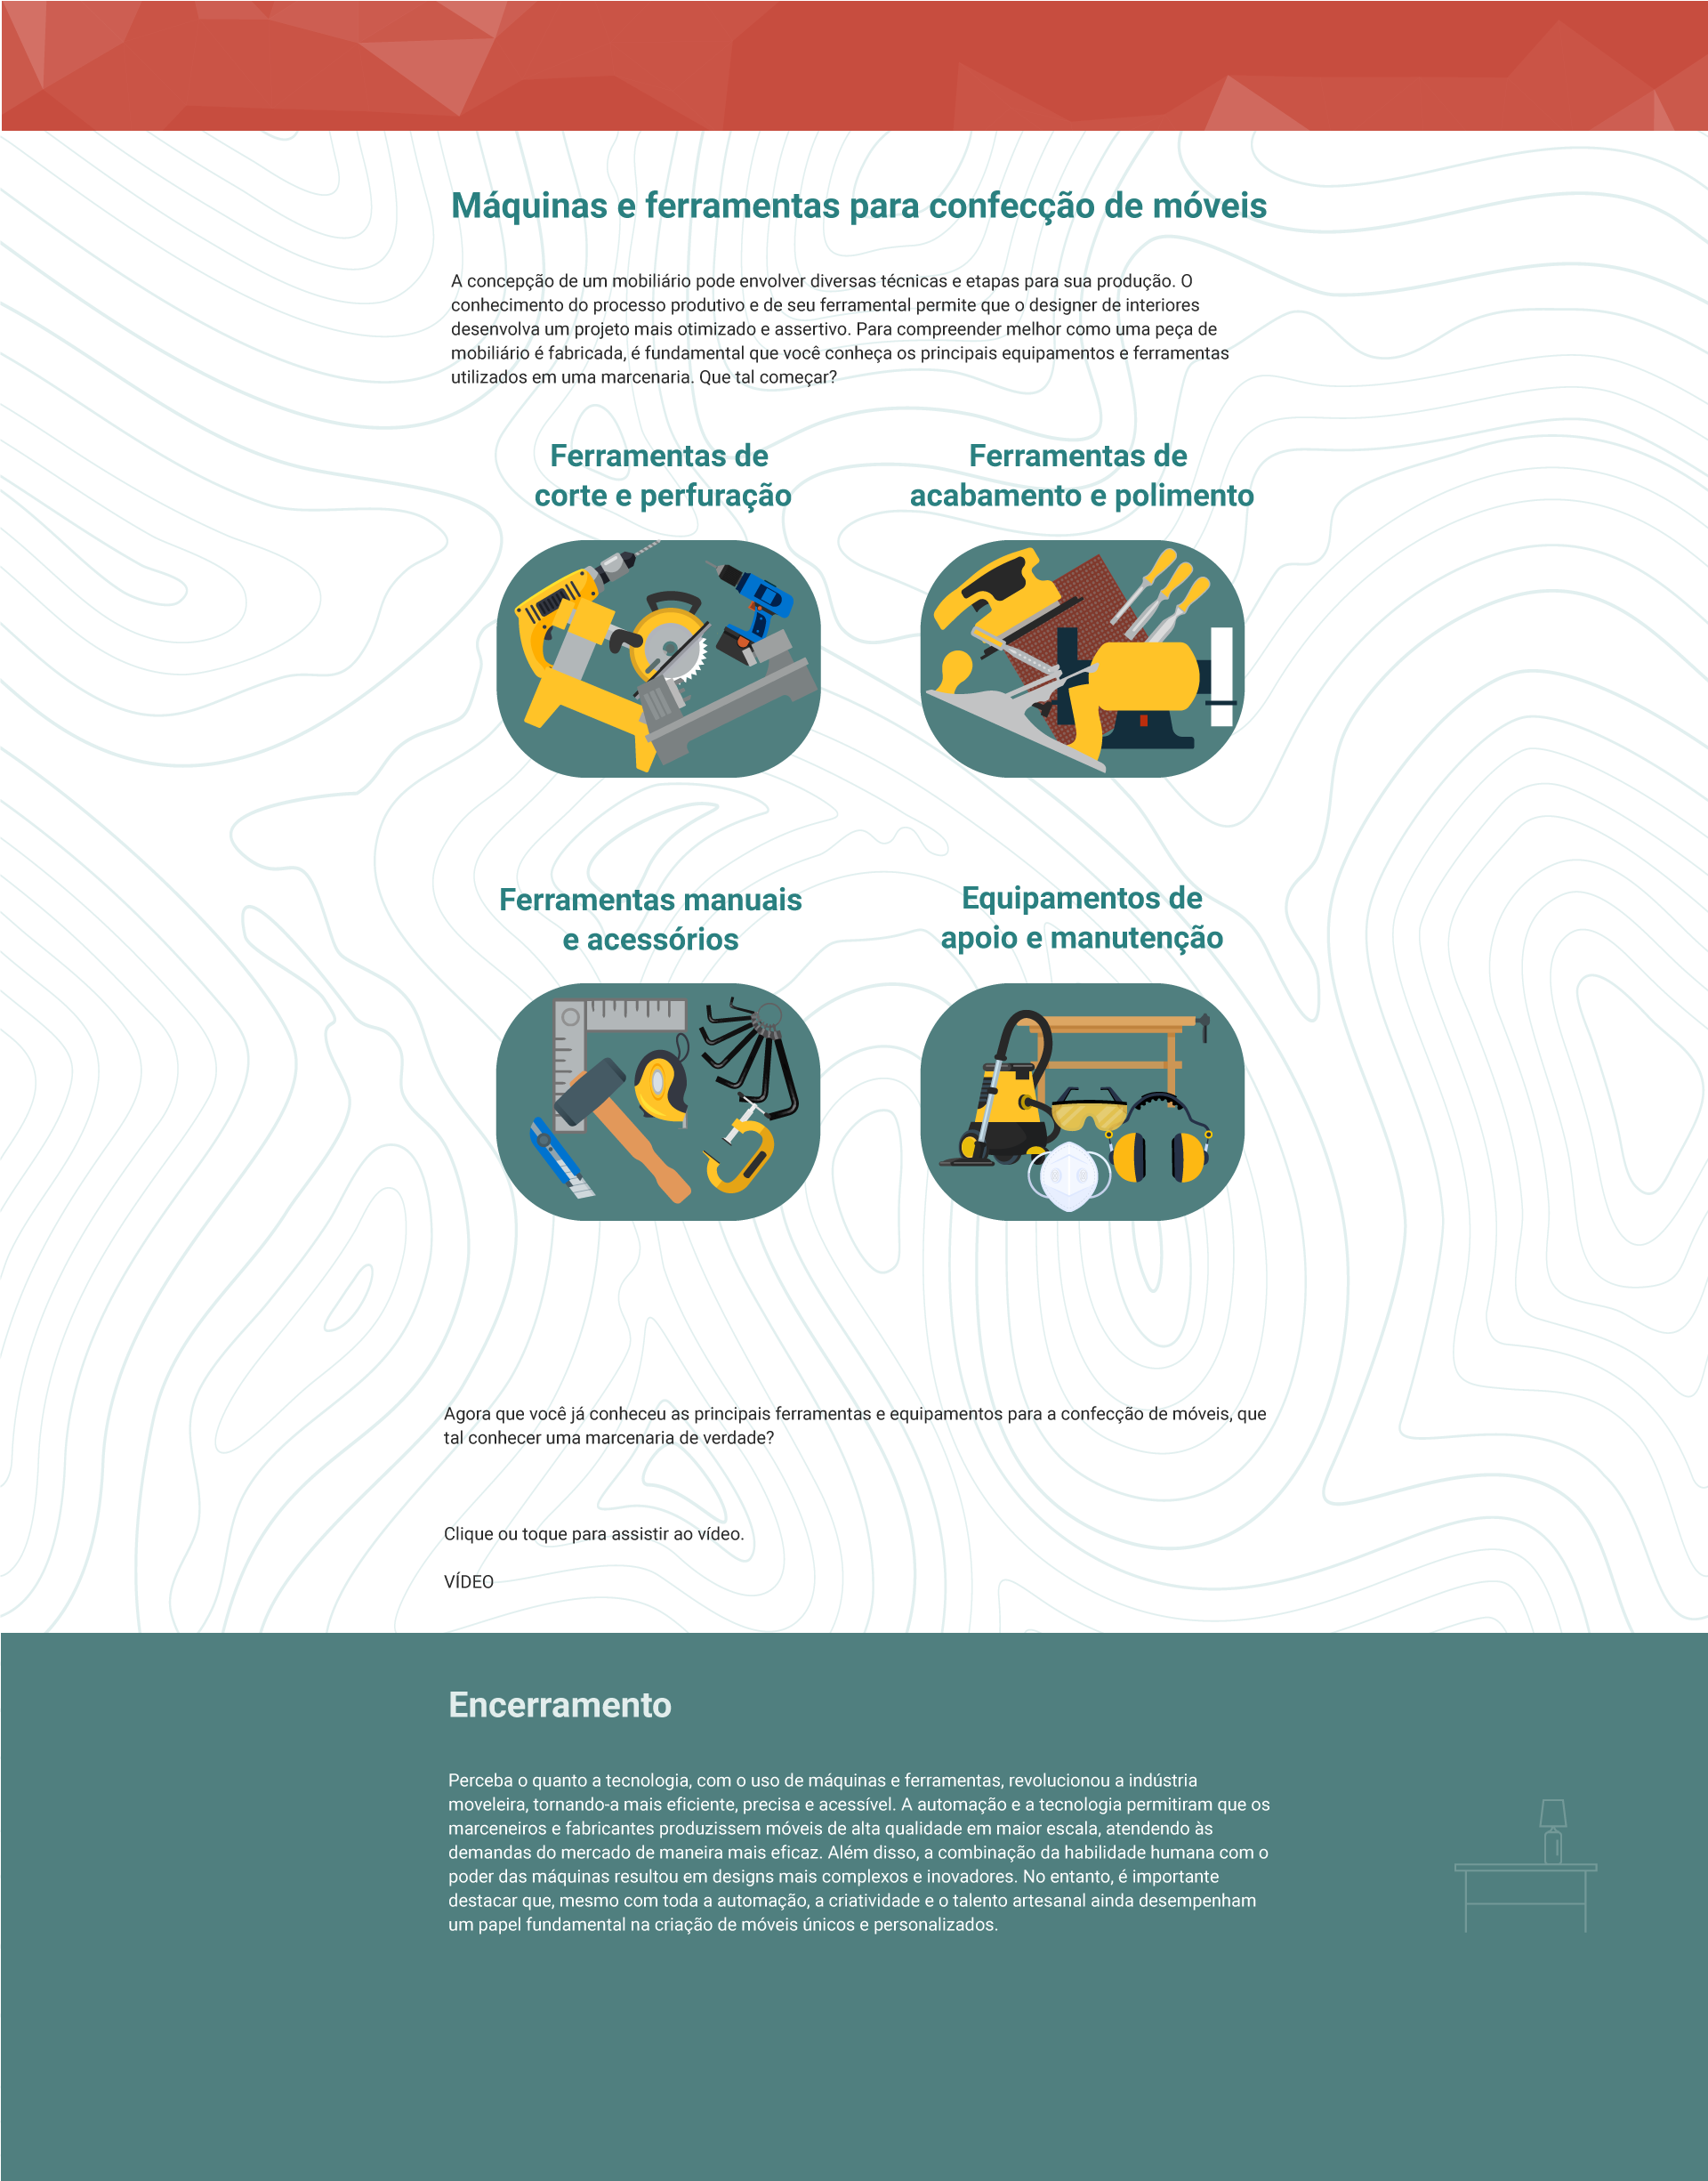 Máquinas e ferramentas para confecção de móveis
A concepção de um mobiliário pode envolver diversas técnicas e etapas para sua produção. O
conhecimento do processo produtivo e de seu ferramental permite que o designer de interiores
desenvolva um projeto mais otimizado e assertivo. Para compreender melhor como uma peça de
mobiliário é fabricada, é fundamental que você conheça os principais equipamentos e ferramentas
utilizados em uma marcenaria. Que tal começar?
Ferramentas de
corte e perfuração
Ferramentas de
acabamento e polimento
Ferramentas manuais
e acessórios
Equipamentos de
apoio e manutenção
Agora que você já conheceu as principais ferramentas e equipamentos para a confecção de móveis, que
tal conhecer uma marcenaria de verdade?
Clique ou toque para assistir ao vídeo.
VÍDEO
Encerramento
Perceba o quanto a tecnologia, com o uso de máquinas e ferramentas, revolucionou a indústria
moveleira, tornando-a mais eficiente, precisa e acessível. A automação e a tecnologia permitiram que os
marceneiros e fabricantes produzissem móveis de alta qualidade em maior escala, atendendo às
demandas do mercado de maneira mais eficaz. Além disso, a combinação da habilidade humana com o
poder das máquinas resultou em designs mais complexos e inovadores. No entanto, é importante
destacar que, mesmo com toda a automação, a criatividade e o talento artesanal ainda desempenham
um papel fundamental na criação de móveis únicos e personalizados.